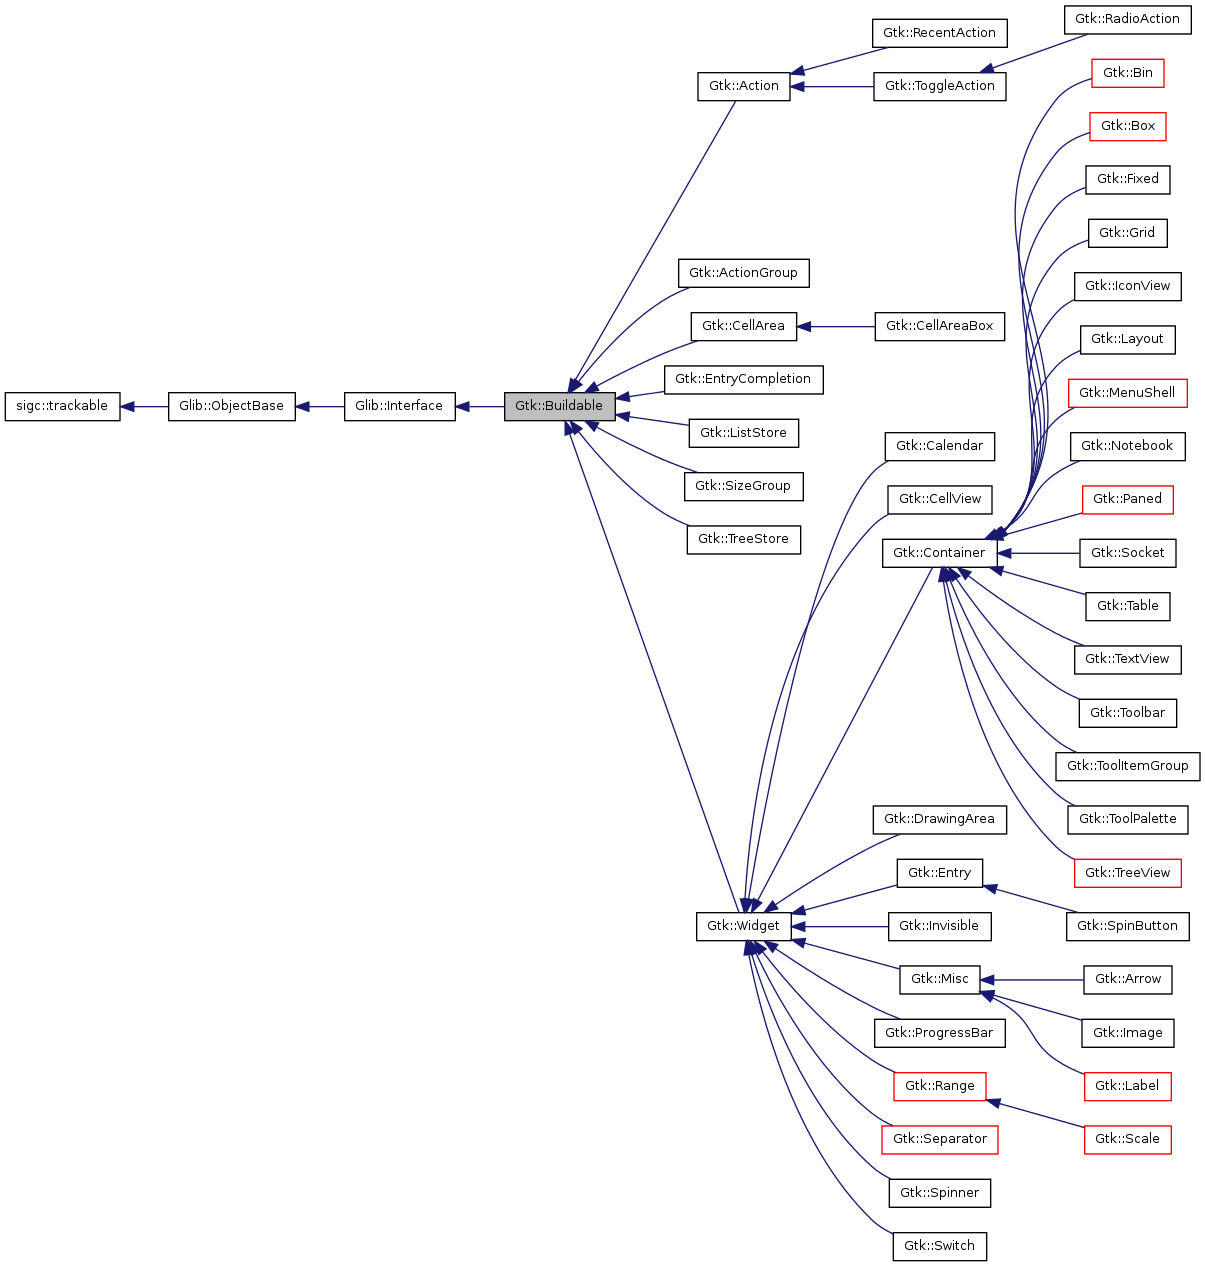 Gtk::RadioAction
Gtk::RecentAction
Gtk::Bin
Gtk::Action
Gtk::ToggleAction
Gtk::Box
Gtk::Fixed
Gtk::Grid
Gtk::ActionGroup
Gtk::IconView
Gtk::CellArea
Gtk::CellAreaBox
Gtk::Layout
Gtk::EntryCompletion
Gtk::MenuShell
sigc::trackable
Glib::ObjectBase
Glib::Interface
Gtk::Buildable
Gtk::ListStore
Gtk::Calendar
Gtk::Notebook
Gtk::SizeGroup
Gtk::CellView
Gtk::Paned
Gtk::TreeStore
Gtk::Container
Gtk::Socket
Gtk::Table
Gtk::TextView
Gtk::Toolbar
Gtk::ToolItemGroup
Gtk::DrawingArea
Gtk::ToolPalette
Gtk::Entry
Gtk::TreeView
Gtk::Widget
Gtk::Invisible
Gtk::SpinButton
Gtk::Misc
Gtk::Arrow
Gtk::ProgressBar
Gtk::Image
Gtk::Range
Gtk::Label
Gtk::Separator
Gtk::Scale
Gtk::Spinner
Gtk::Switch